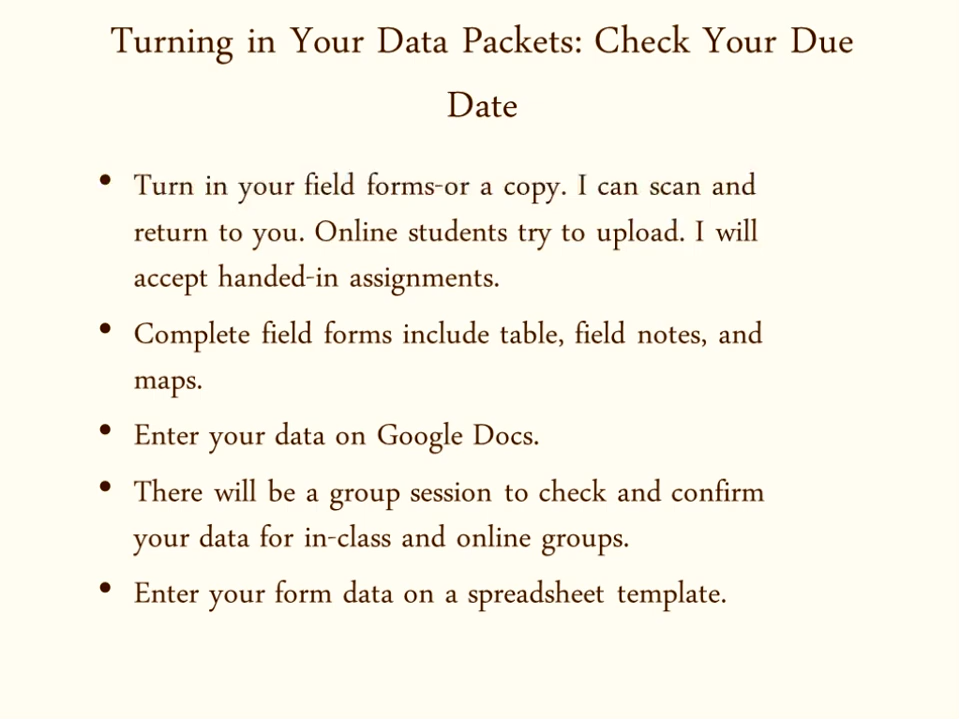 Turning in Your Data Packets: Check Your Due
Date
• Turn in your field forms-or a copy. I can scan and
return to you. Online students try to upload. I will
accept handed-in assignments.
• Complete field forms include table, field notes, and
maps.
• Enter your data on Google Docs.
• There will be a group session to check and confirm
your data for in-class and online groups.
• Enter your form data on a spreadsheet template.